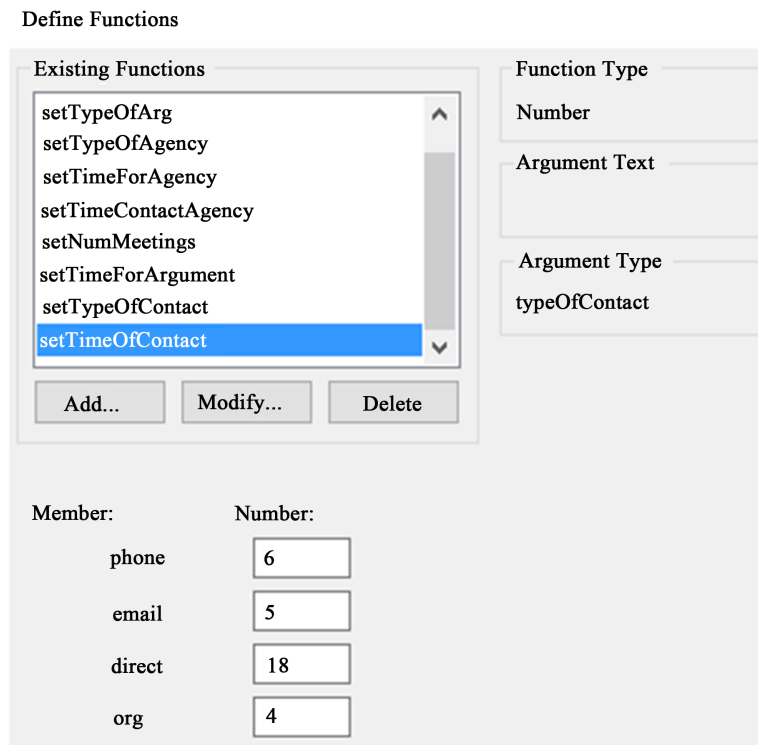 Define Functions
Existing Functions
setTypeOfArg
setTypeOfAgency
setTimeForAgency
setTimeContactAgency
setNumMeetings
setTimeForArgument
setTypeOfContact
setTimeOfContact
Add...
Modify...
Delete
Function Type
Number
Argument Text
Argument Type
typeOfContact
Member: Number:
phone 6
email 5
direct 18
org 4